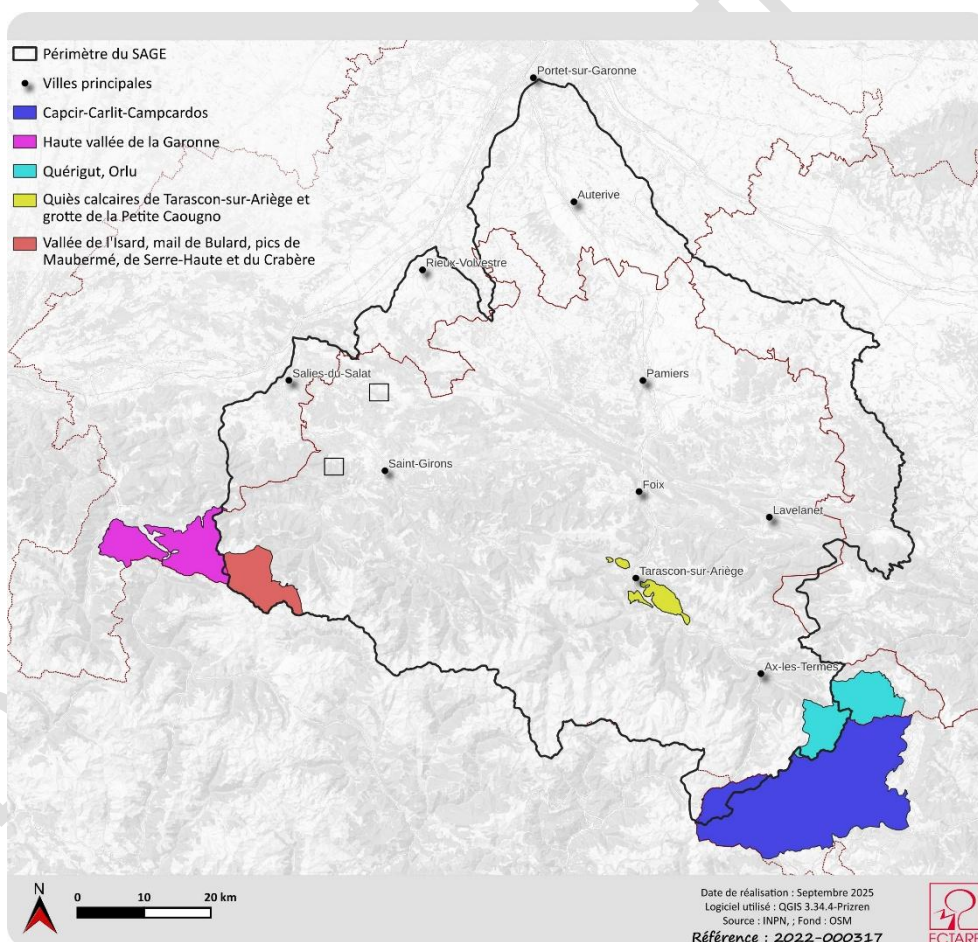 Périmètre du SAGE
Villes principales
Capcir-Carlit-Campcardos
Haute vallée de la Garonne
Quérigut, Orlu
Quiès calcaires de Tarascon-sur-Ariège et
grotte de la Petite Caougno
Vallée de l'Isard, mail de Bulard, pics de
Maubermé, de Serre-Haute et du Crabère
Portet-sur-Garonne
Auterive
Rieux-Volvestre
Salies-du-Salat
Pamiers
Saint-Girons
Foix
Lavelanet
Tarascon-sur-Ariège
Ax-les-Termes
N
0 10 20 km
Date de réalisation : Septembre 2025
Logiciel utilisé : QGIS 3.34.4-Prizren
Source : INPN, ; Fond : OSM
Référence : 2022-000317
ECTARE